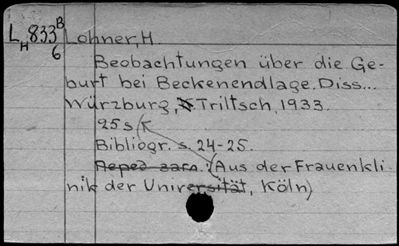 L, 833 B Lohner, H.
H 6
Beobachtungen über die Ge-
burt bei Beckenendlage. Diss...
Würzburg, Triltsch, 1933.
25 s.
Bibliogr. s. 24-25.
(Aus der Frauenkli
nik der Universität, Köln)